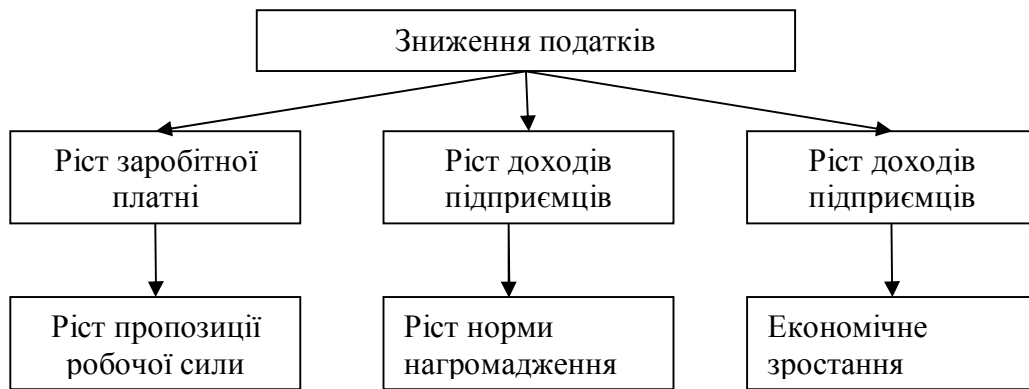 Зниження податків
Ріст заробітної
платні
Ріст доходів
підприємців
Ріст доходів
підприємців
Ріст пропозиції
робочої сили
Ріст норми
нагромадження
Економічне
зростання